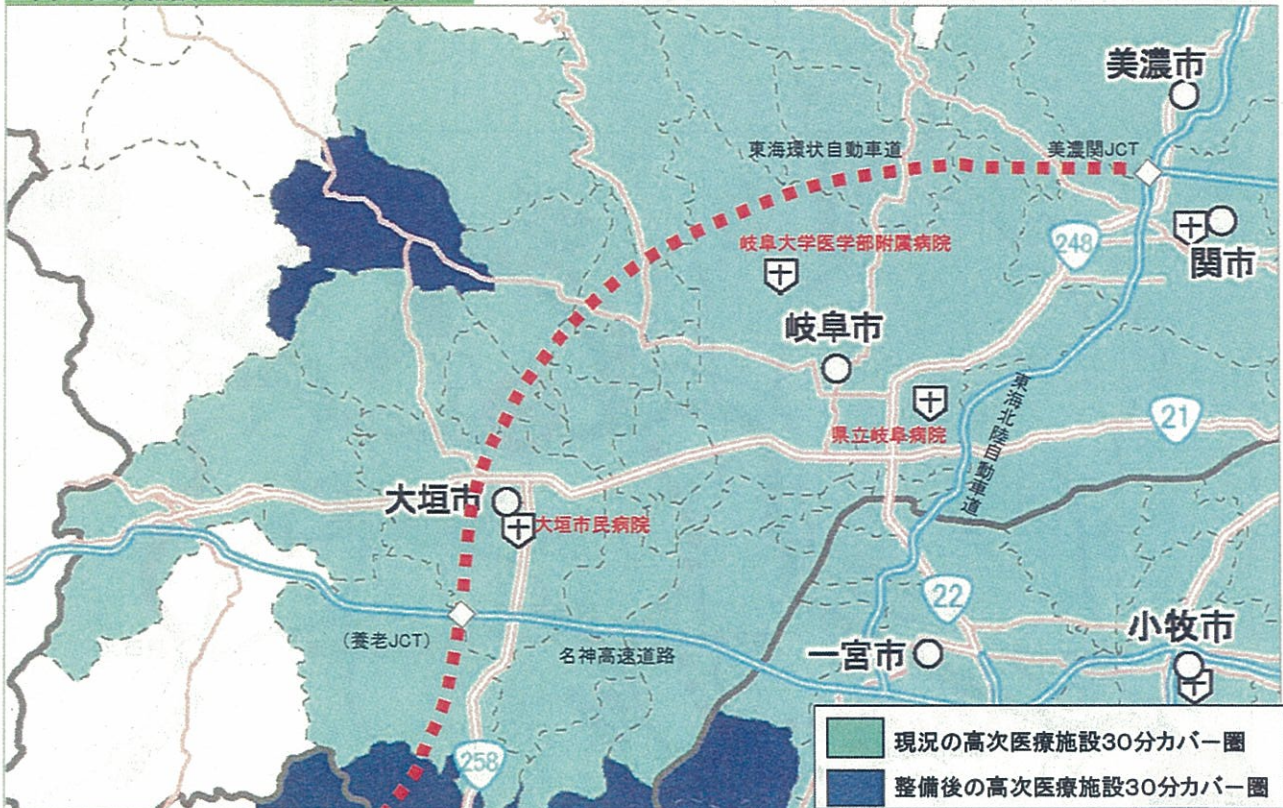 美濃市
東海環状自動車道
美濃関JCT
岐阜大学医学部附属病院
248
関市
岐阜市
東海北陸自動車道
21
県立岐阜病院
大垣市
大垣市民病院
22
(養老JCT)
名神高速道路
一宮市
小牧市
258
現況の高次医療施設30分カバー圏
整備後の高次医療施設30分カバー圏